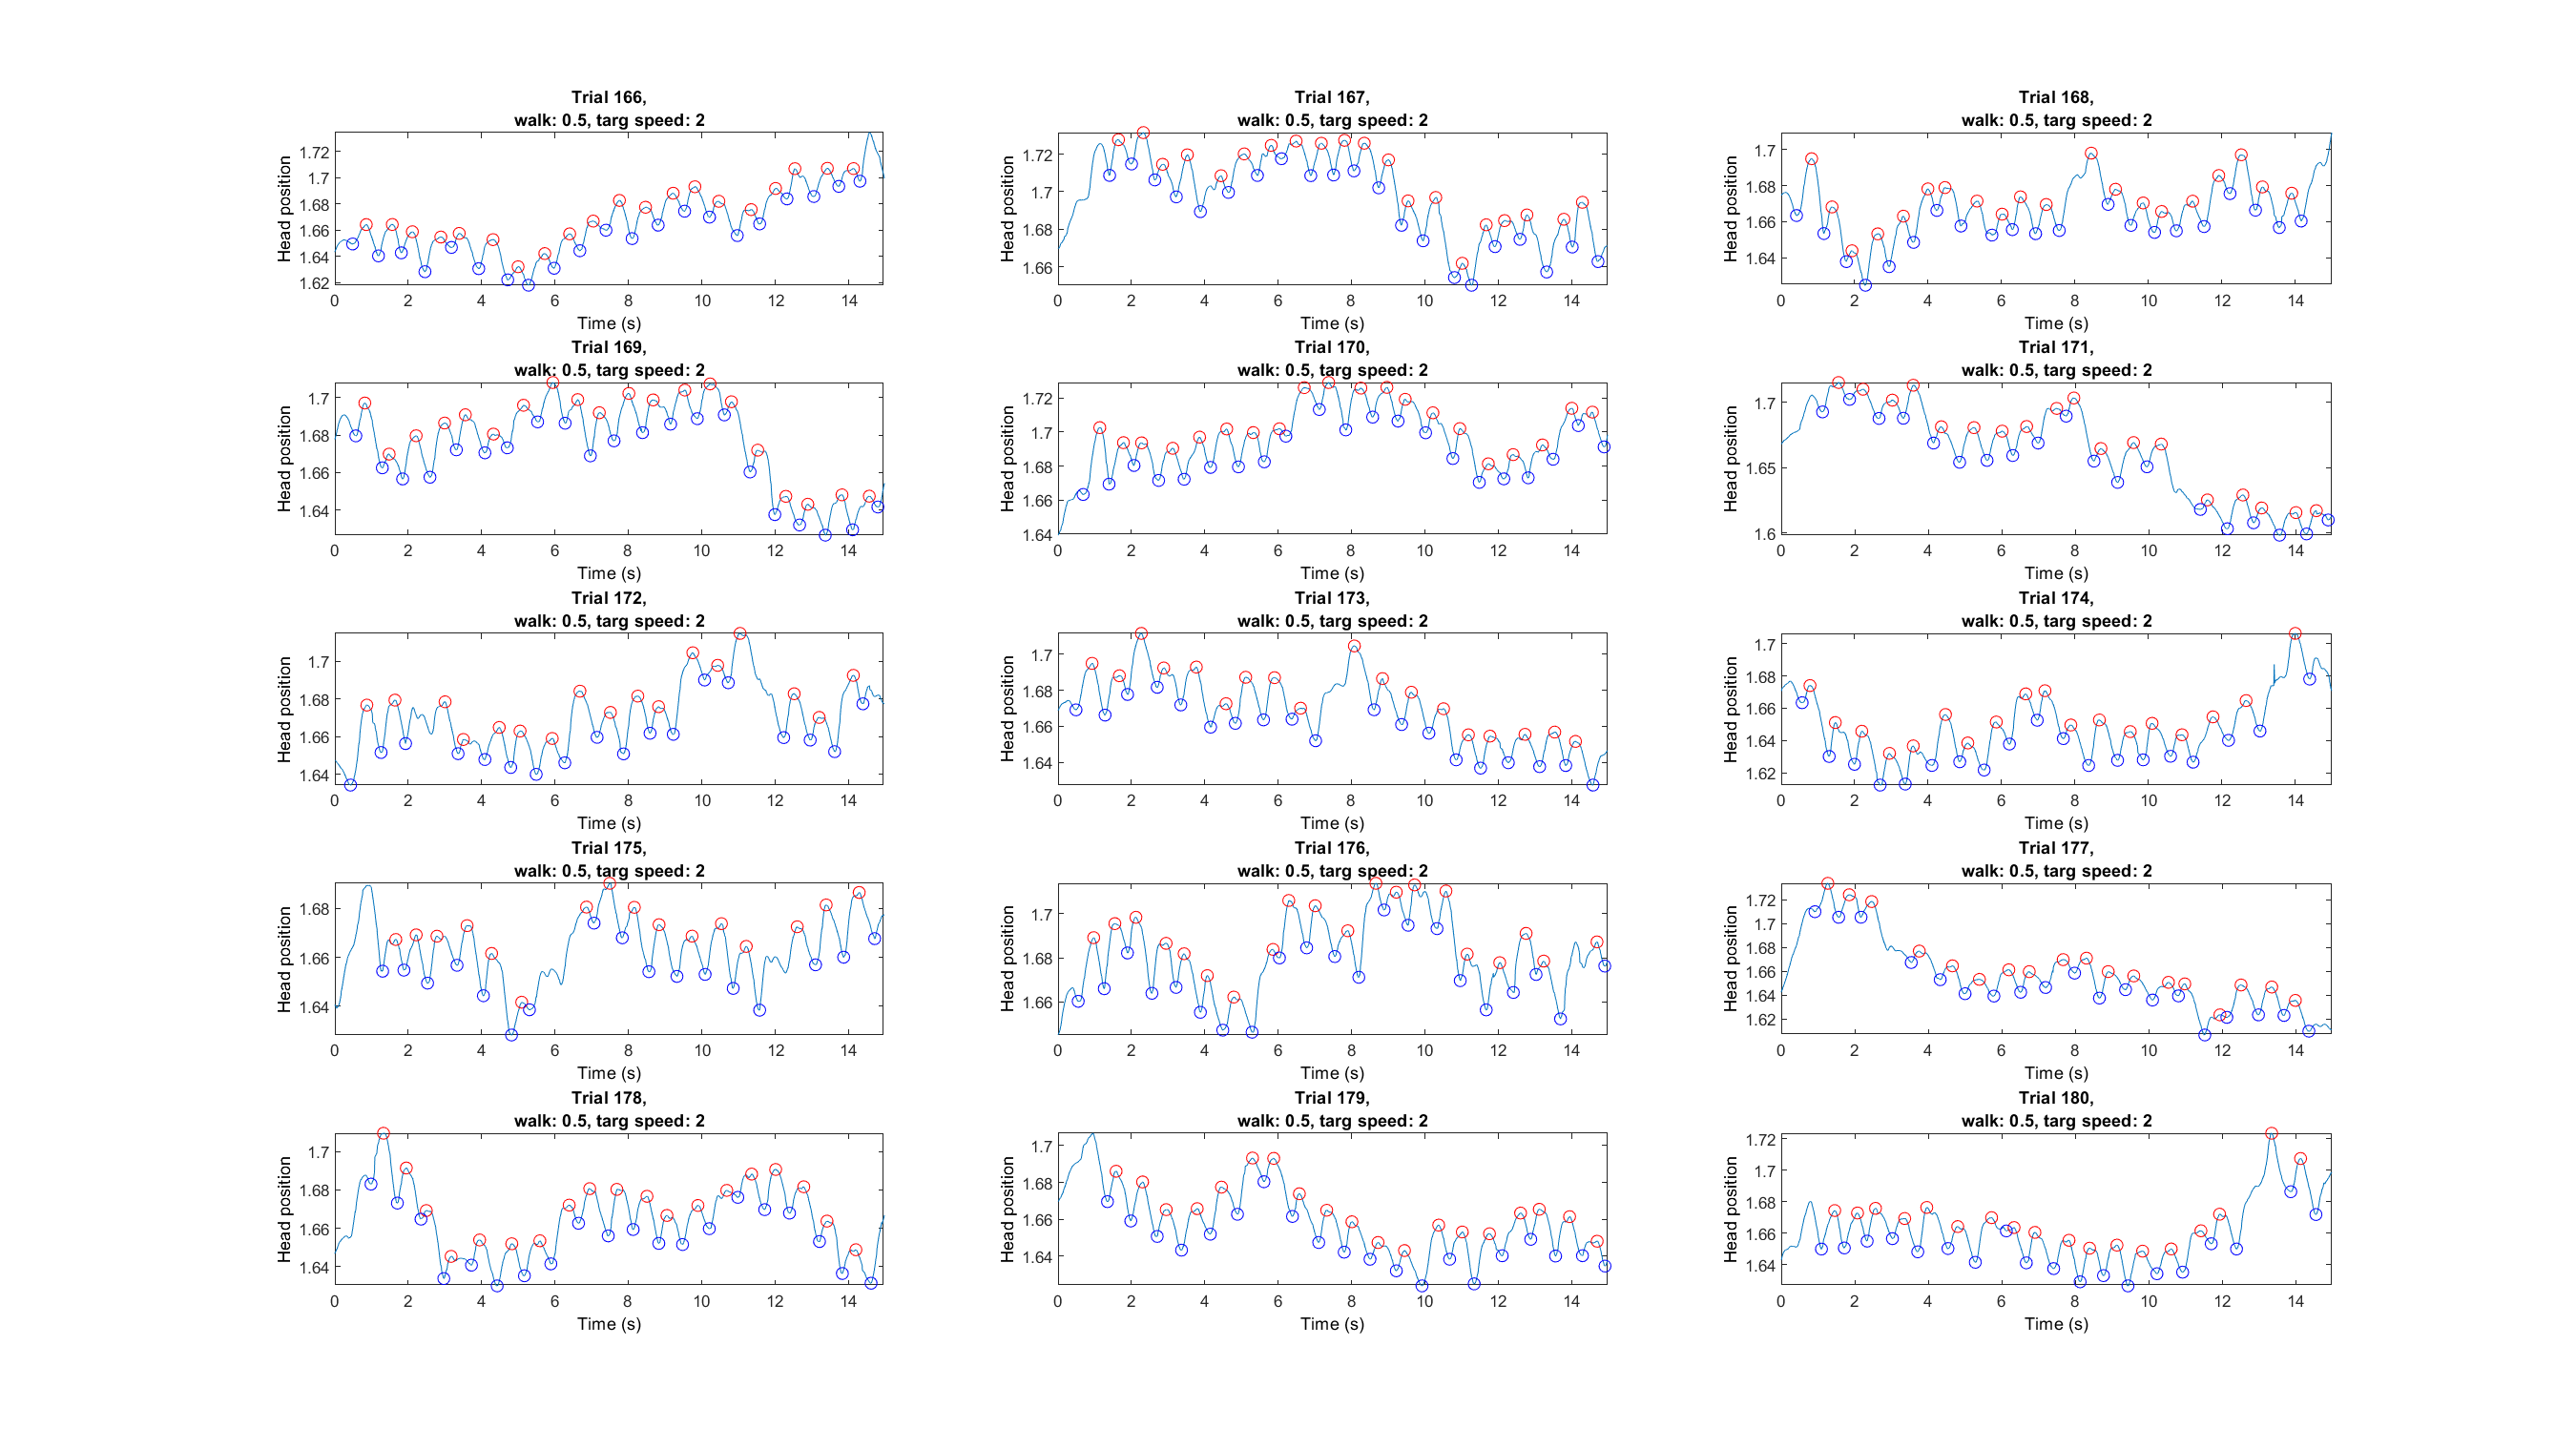 Trial 166,
walk: 0.5, targ speed: 2
1.72
1.7
1.68
1.66
1.64
1.62
Head position
0 2 4 6 8 10 12 14
Time (s)
Trial 167,
walk: 0.5, targ speed: 2
1.72
1.7
1.68
1.66
Head position
0 2 4 6 8 10 12 14
Time (s)
Trial 168,
walk: 0.5, targ speed: 2
1.7
1.68
1.66
1.64
Head position
0 2 4 6 8 10 12 14
Time (s)
Trial 169,
walk: 0.5, targ speed: 2
1.7
1.68
1.66
1.64
Head position
0 2 4 6 8 10 12 14
Time (s)
Trial 170,
walk: 0.5, targ speed: 2
1.72
1.7
1.68
1.66
1.64
Head position
0 2 4 6 8 10 12 14
Time (s)
Trial 171,
walk: 0.5, targ speed: 2
1.7
1.65
1.6
Head position
0 2 4 6 8 10 12 14
Time (s)
Trial 172,
walk: 0.5, targ speed: 2
1.7
1.68
1.66
1.64
Head position
0 2 4 6 8 10 12 14
Time (s)
Trial 173,
walk: 0.5, targ speed: 2
1.7
1.68
1.66
1.64
Head position
0 2 4 6 8 10 12 14
Time (s)
Trial 174,
walk: 0.5, targ speed: 2
1.7
1.68
1.66
1.64
1.62
Head position
0 2 4 6 8 10 12 14
Time (s)
Trial 175,
walk: 0.5, targ speed: 2
1.68
1.66
1.64
Head position
0 2 4 6 8 10 12 14
Time (s)
Trial 176,
walk: 0.5, targ speed: 2
1.7
1.68
1.66
Head position
0 2 4 6 8 10 12 14
Time (s)
Trial 177,
walk: 0.5, targ speed: 2
1.72
1.7
1.68
1.66
1.64
1.62
Head position
0 2 4 6 8 10 12 14
Time (s)
Trial 178,
walk: 0.5, targ speed: 2
1.7
1.68
1.66
1.64
Head position
0 2 4 6 8 10 12 14
Time (s)
Trial 179,
walk: 0.5, targ speed: 2
1.7
1.68
1.66
1.64
Head position
0 2 4 6 8 10 12 14
Time (s)
Trial 180,
walk: 0.5, targ speed: 2
1.72
1.7
1.68
1.66
1.64
Head position
0 2 4 6 8 10 12 14
Time (s)